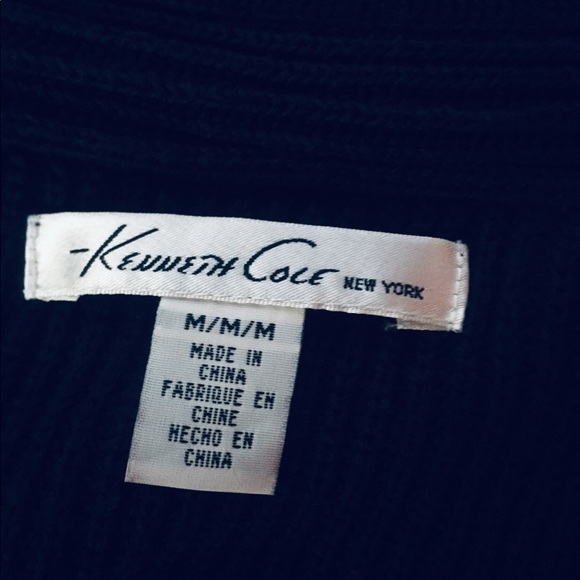 -Kenneth Cole NEW YORK
M/M/M
MADE IN
CHINA
FABRIQUE EN
CHINE
HECHO EN
CHINA